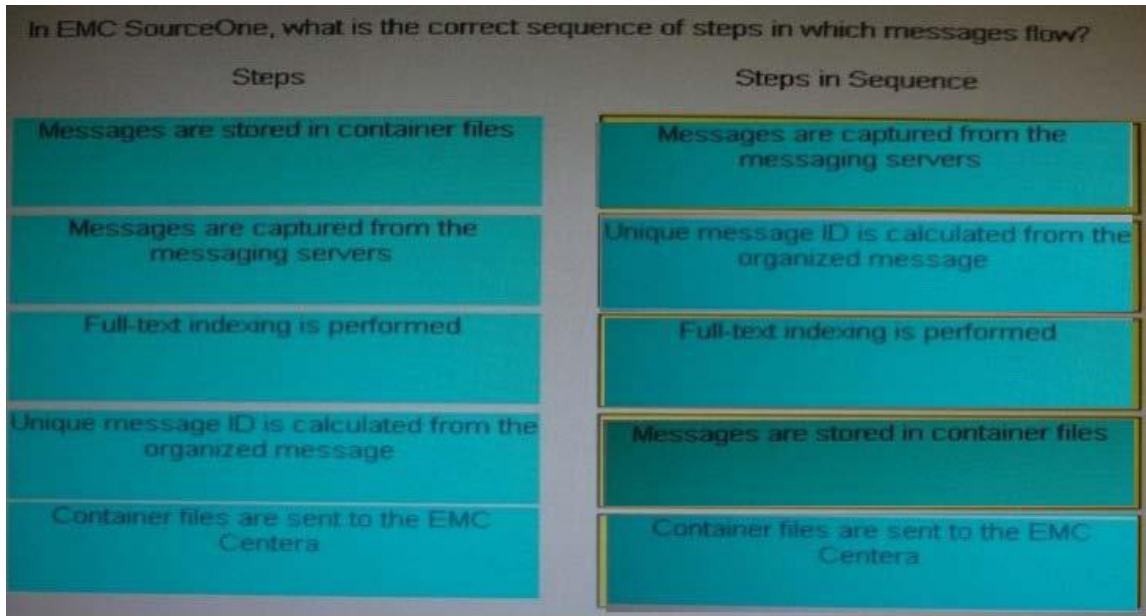 In EMC SourceOne, what is the correct sequence of steps in which messages flow?
Steps
Steps in Sequence
Messages are stored in container files
Messages are captured from the
messaging servers
Full-text indexing is performed
Unique message ID is calculated from the
organized message
Container files are sent to the EMC
Centera
Messages are captured from the
messaging servers
Unique message ID is calculated from the
organized message
Full-text indexing is performed
Messages are stored in container files
Container files are sent to the EMC
Centera